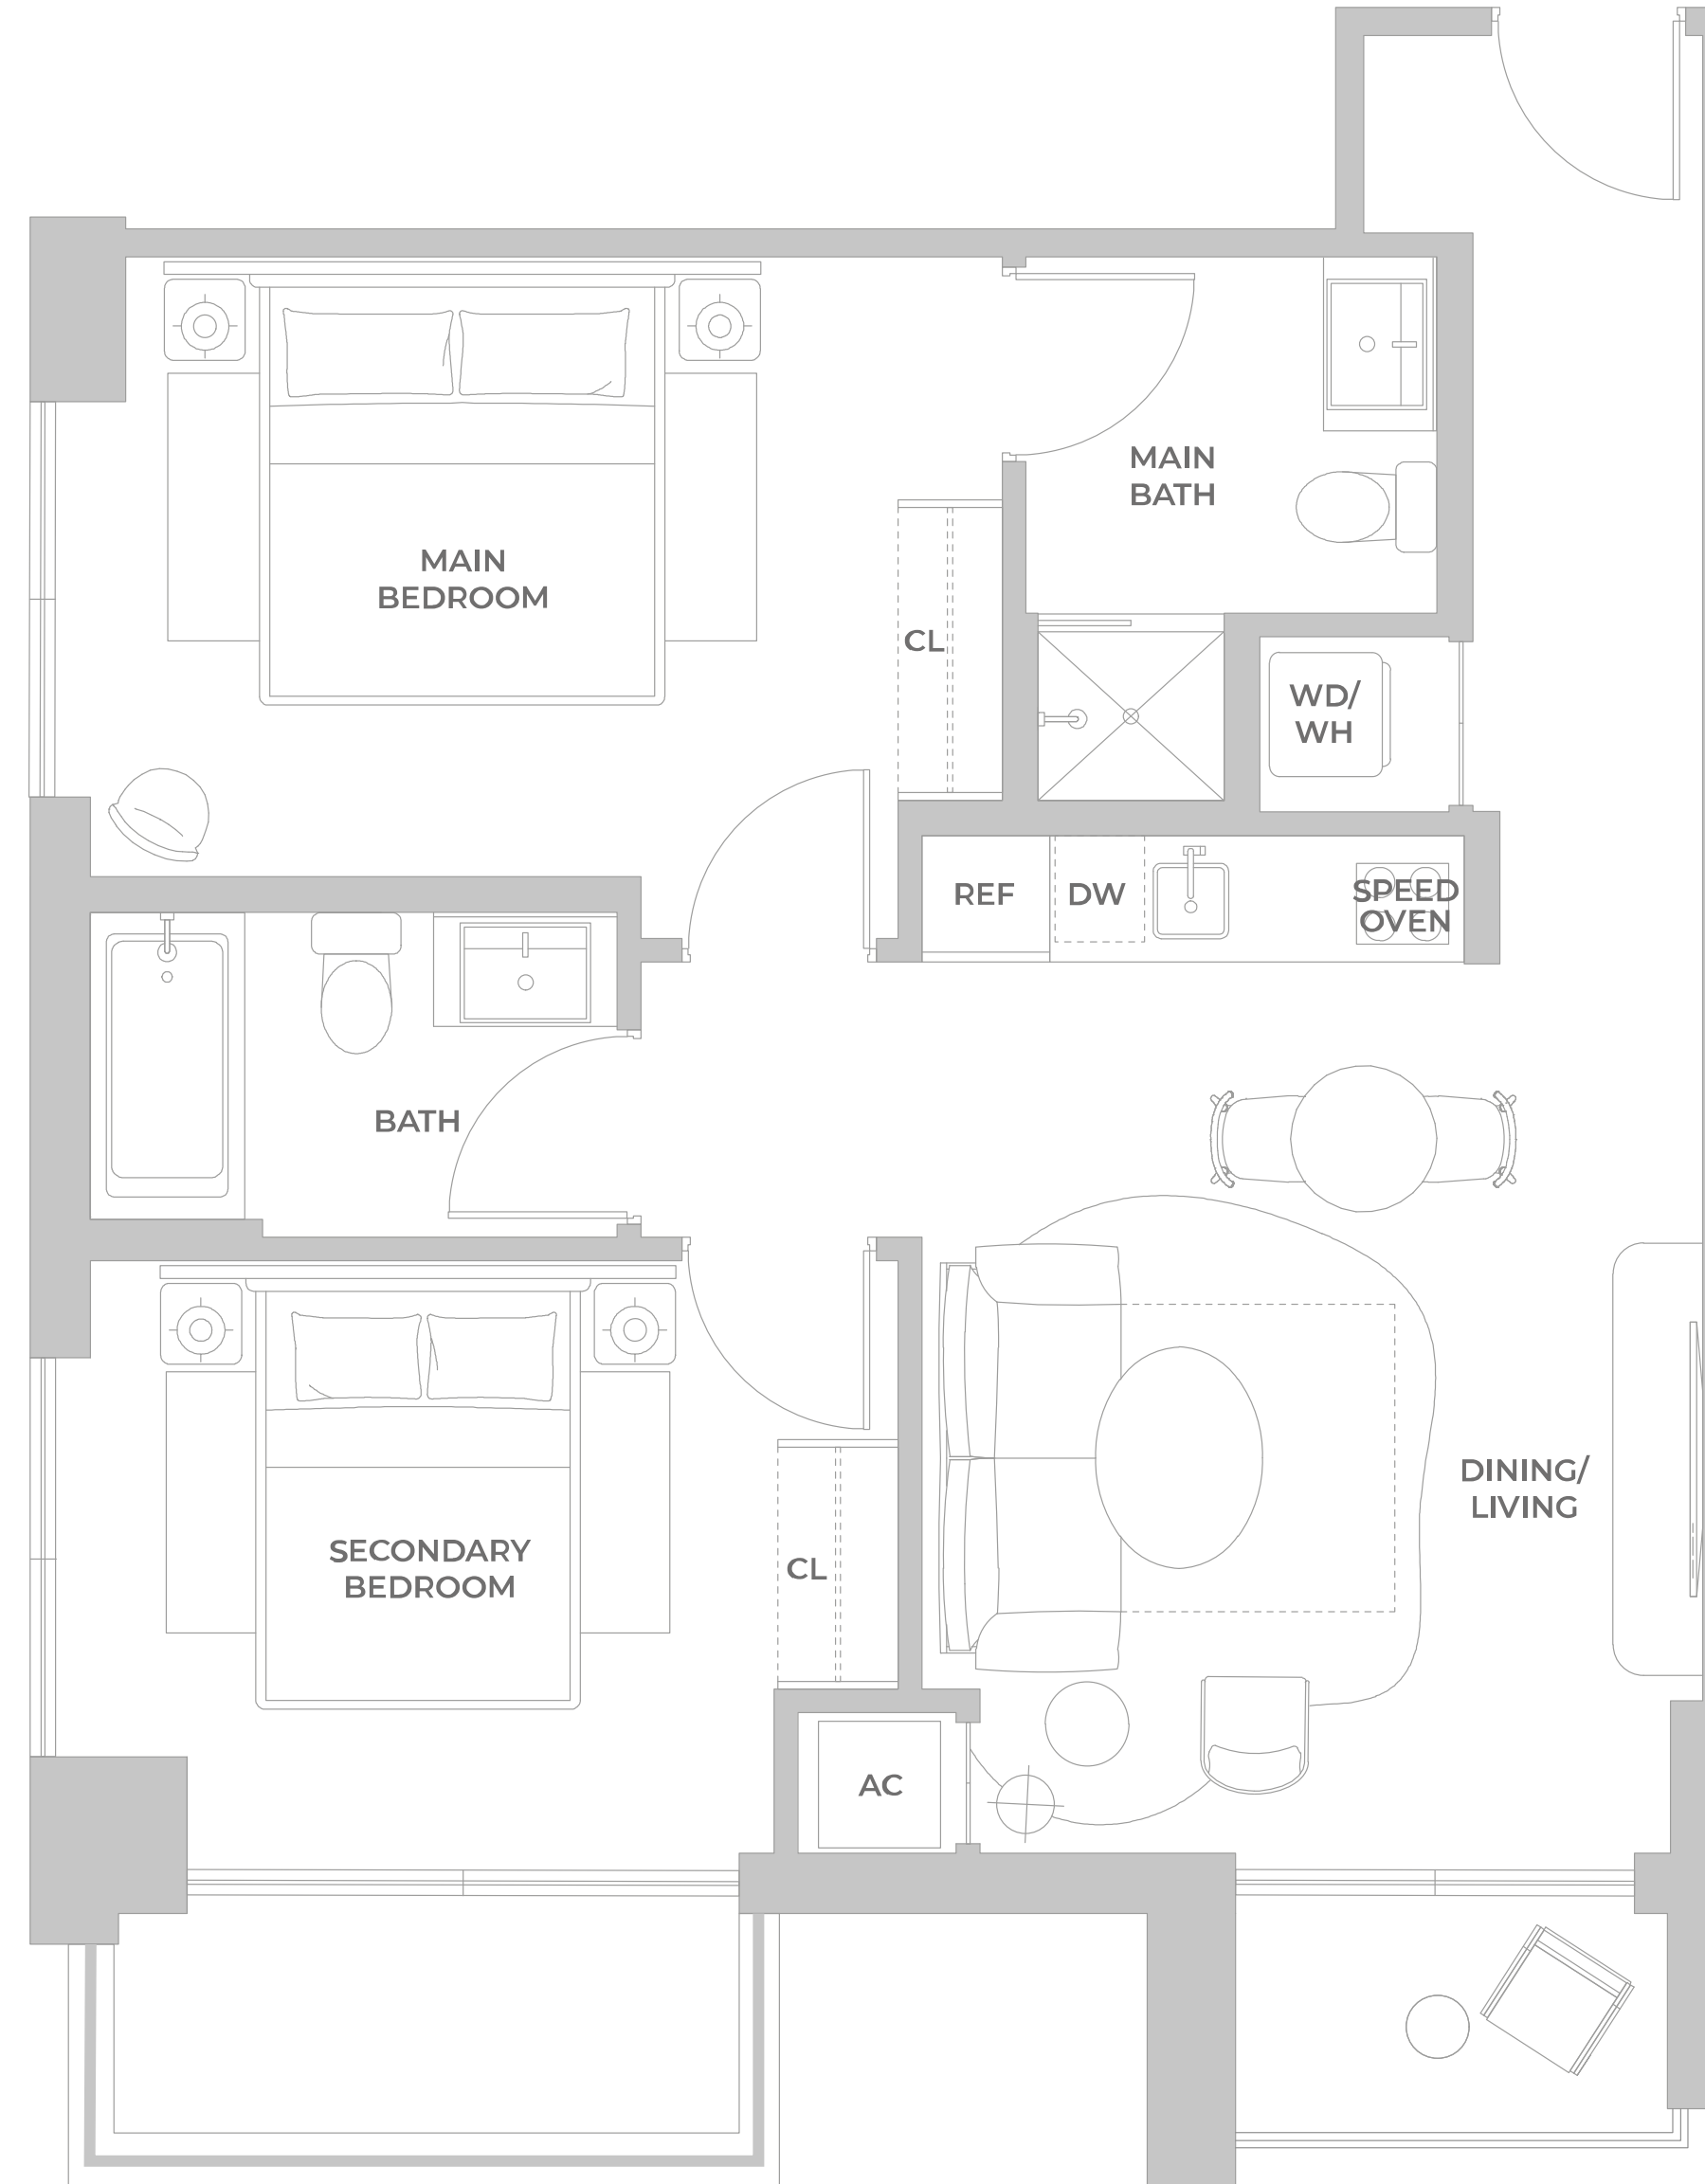 MAIN
BATH
MAIN
BEDROOM
CL
WD/
WH
REF
DW
SPEED
OVEN
BATH
DINING/
LIVING
SECONDARY
BEDROOM
CL
AC